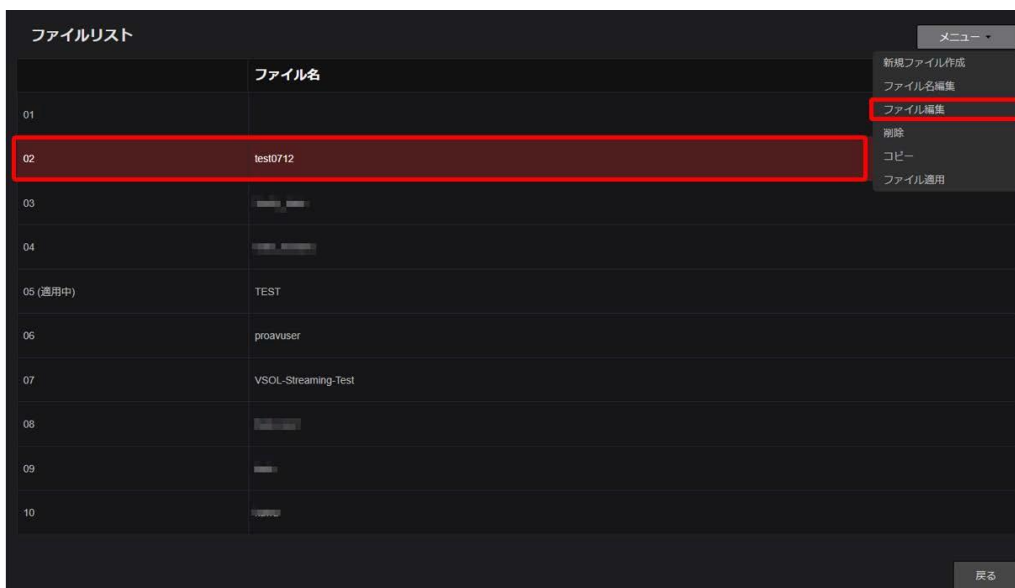 ファイルリスト
メニュー
新規ファイル作成
ファイル名編集
ファイル編集
削除
コピー
ファイル適用
ファイル名
01
02 test0712
03
04
05 (適用中) TEST
06 proavuser
07 VSOL-Streaming-Test
08
09
10
戻る